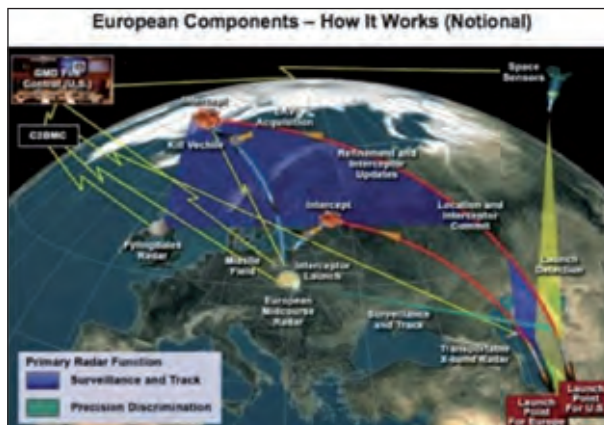 European Components – How It Works (Notional)
GMD Fire
Control (U.S.)
Space
Sensors
C2BMC
Intercept
Acquisition
Kill Vechile
Refinement and
Interceptor
Updates
Intercept
Location and
Interceptor
Commit
Fylingdales
Radar
Missile
Field
Interceptor
Launch
Launch
Detection
European
Midcourse
Radar
Surveillance
and Track
Transportable
X-band Radar
Primary Radar Function
Surveillance and Track
Precision Discrimination
Launch
Point
For Europe
Launch
Point
For U.S.